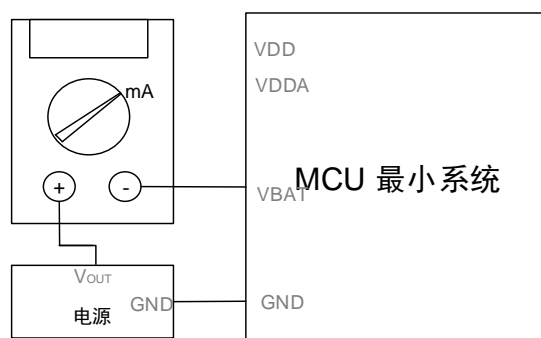 mA
+
-
VOUT
电源
GND
VDD
VDDA
VBAT
GND
MCU 最小系统